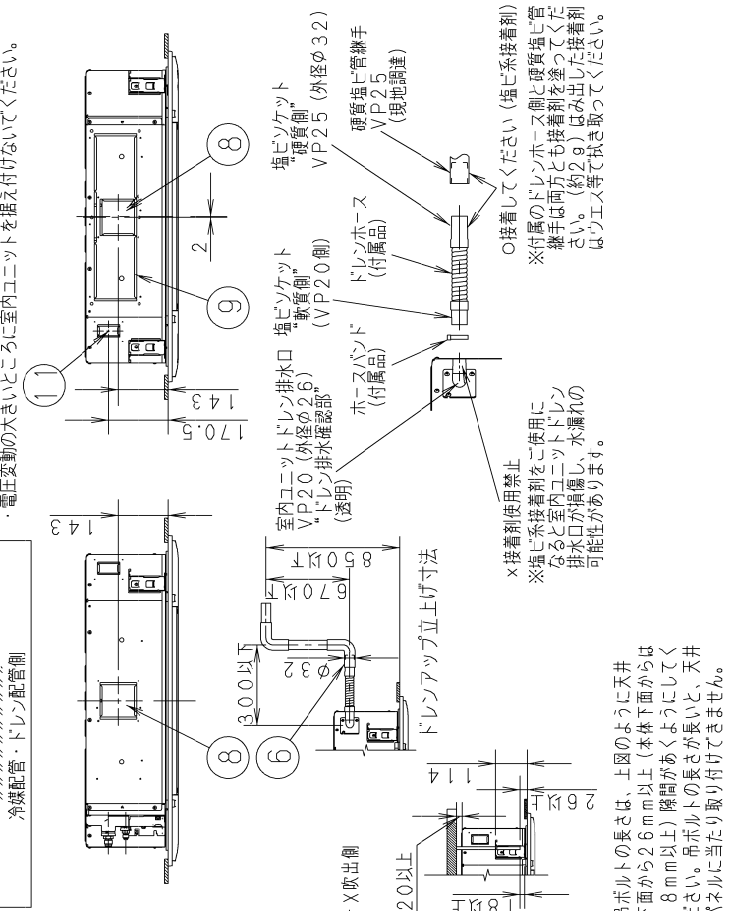 ・電圧変動の大きいところに室内ユニットを据え付けないでください。
冷媒配管・ドレン配管側
143
8
11
9
8
2
143
170.5
塩ビソケット
“硬質側”
VP25（外径φ32）
硬質塩ビ管継手
VP25
（現地調達）
塩ビソケット
“軟質側”
（VP20側）
ドレンホース
（付属品）
ホースバンド
（付属品）
室内ユニットドレン排水口
VP20（外径φ26）
“ドレン排水確認部”
（透明）
○接着してください（塩ビ系接着剤）
※付属のドレンホース側と硬質塩ビ管
継手は両方とも接着剤を塗ってくだ
さい。（約2g）はみ出した接着剤
はウエス等で拭き取ってください。
×接着剤使用禁止
※塩ビ系接着剤をご使用に
なると室内ユニットドレン
排水口が損傷し、水漏れの
可能性があります。
850以下
670以下
300以下
φ32
6
ドレンアップ立上げ寸法
X吹出側
20以上
18以上
114
26以上
吊ボルトの長さは、上図のように天井
下面から26mm以上（本体下面からは
8mm以上）隙間があくようにしてく
ださい。吊ボルトの長さが長いと、天井
パネルに当たり取り付けできません。